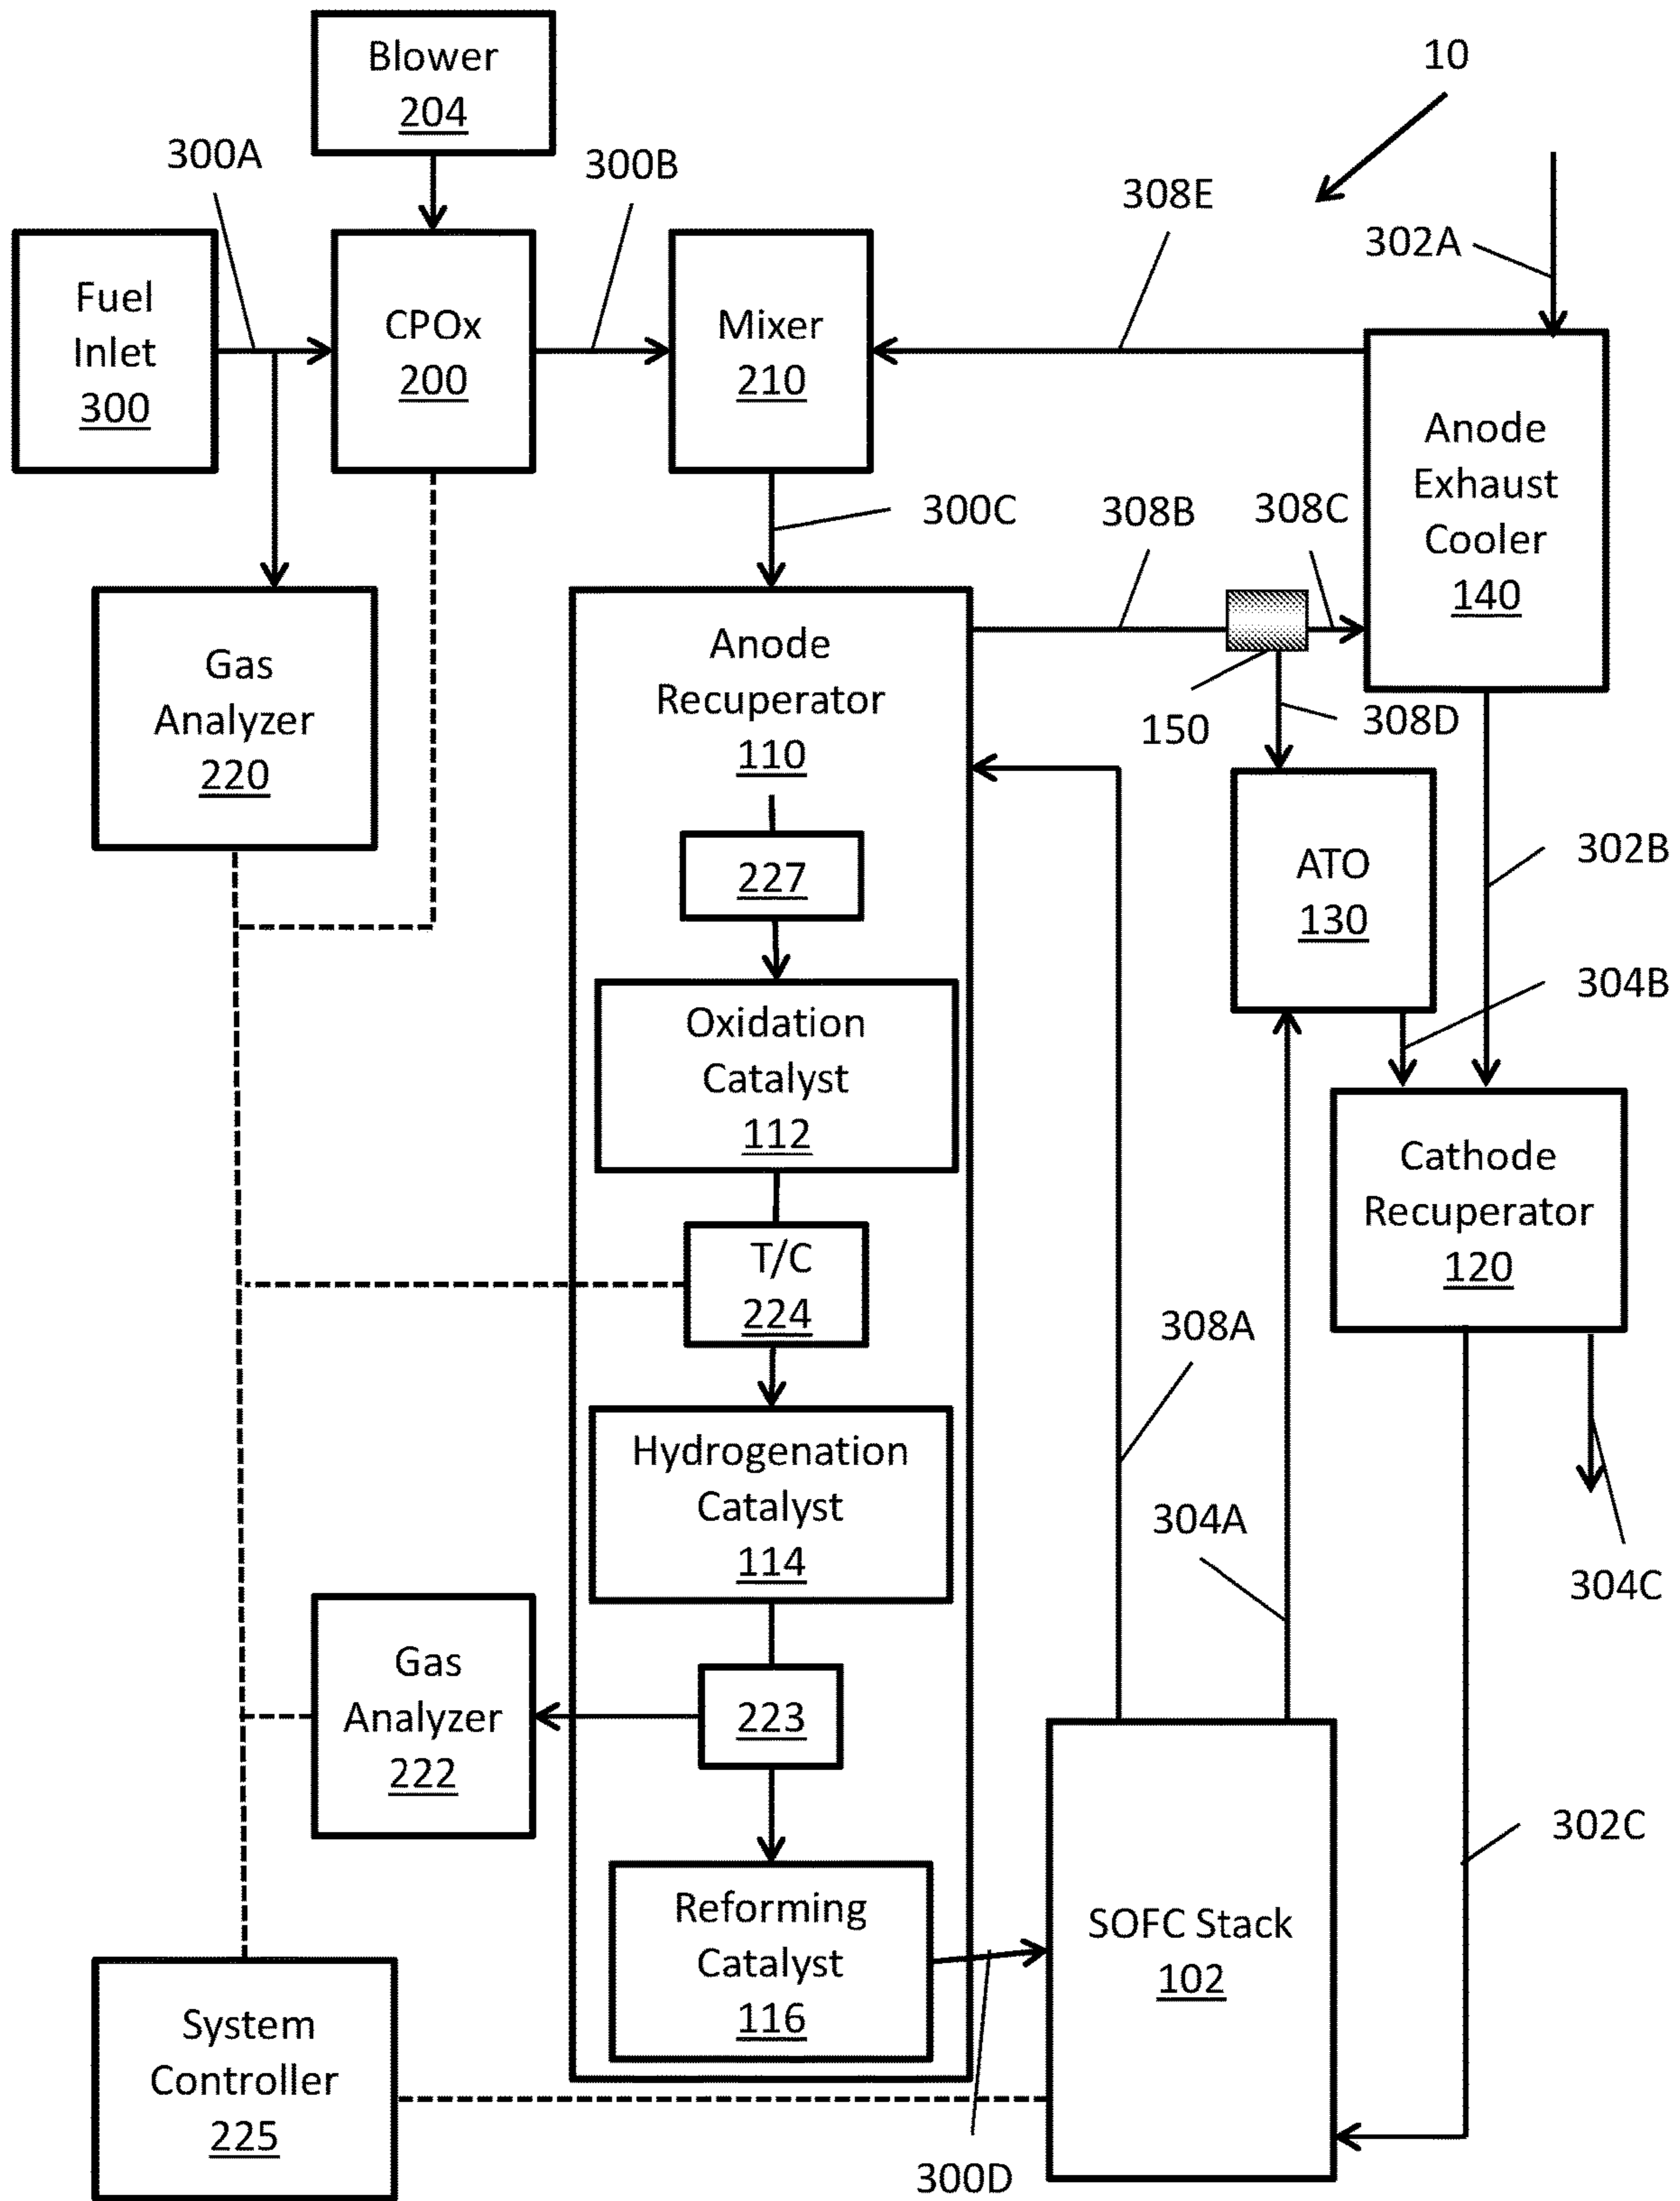 Blower
204
10
300A
300B
308E
302A
Fuel
Inlet
300
CPOx
200
Mixer
210
Anode
Exhaust
Cooler
140
300C
308B
308C
Gas
Analyzer
220
Anode
Recuperator
110
150
308D
227
ATO
130
302B
304B
Oxidation
Catalyst
112
Cathode
Recuperator
120
T/C
224
308A
Hydrogenation
Catalyst
114
304A
304C
Gas
Analyzer
222
223
302C
Reforming
Catalyst
116
SOFC Stack
102
System
Controller
225
300D